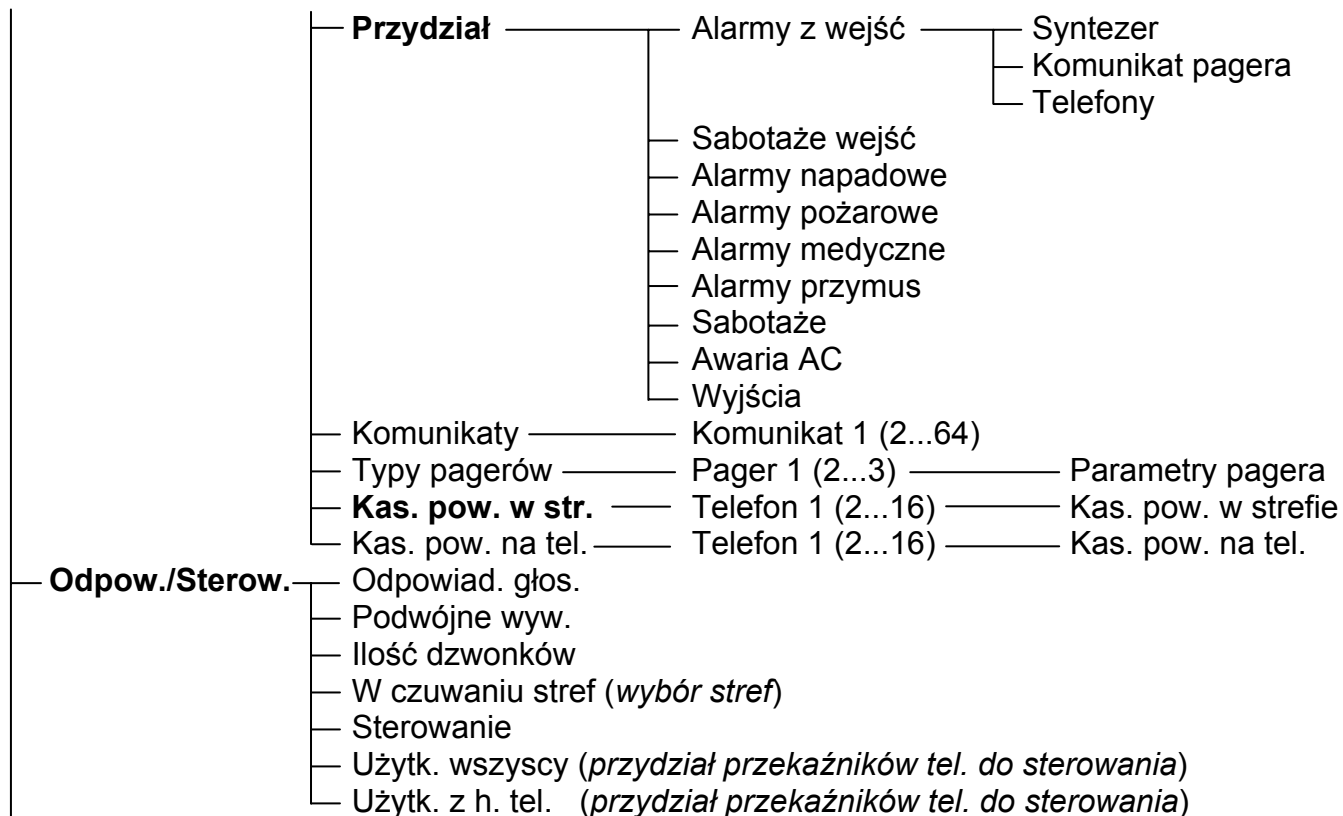 Przydział Alarmy z wejść Syntezer
Komunikat pagera
Telefony
Sabotaże wejść
Alarmy napadowe
Alarmy pożarowe
Alarmy medyczne
Alarmy przymus
Sabotaże
Awaria AC
Wyjścia
Komunikaty Komunikat 1 (2...64)
Typy pagerów Pager 1 (2...3) Parametry pagera
Kas. pow. w str. Telefon 1 (2...16) Kas. pow. w strefie
Kas. pow. na tel. Telefon 1 (2...16) Kas. pow. na tel.
Odpow./Sterow. Odpowiad. głos.
Podwójne wyw.
Ilość dzwonków
W czuwaniu stref (wybór stref)
Sterowanie
Użytk. wszyscy (przydział przekaźników tel. do sterowania)
Użytk. z h. tel. (przydział przekaźników tel. do sterowania)